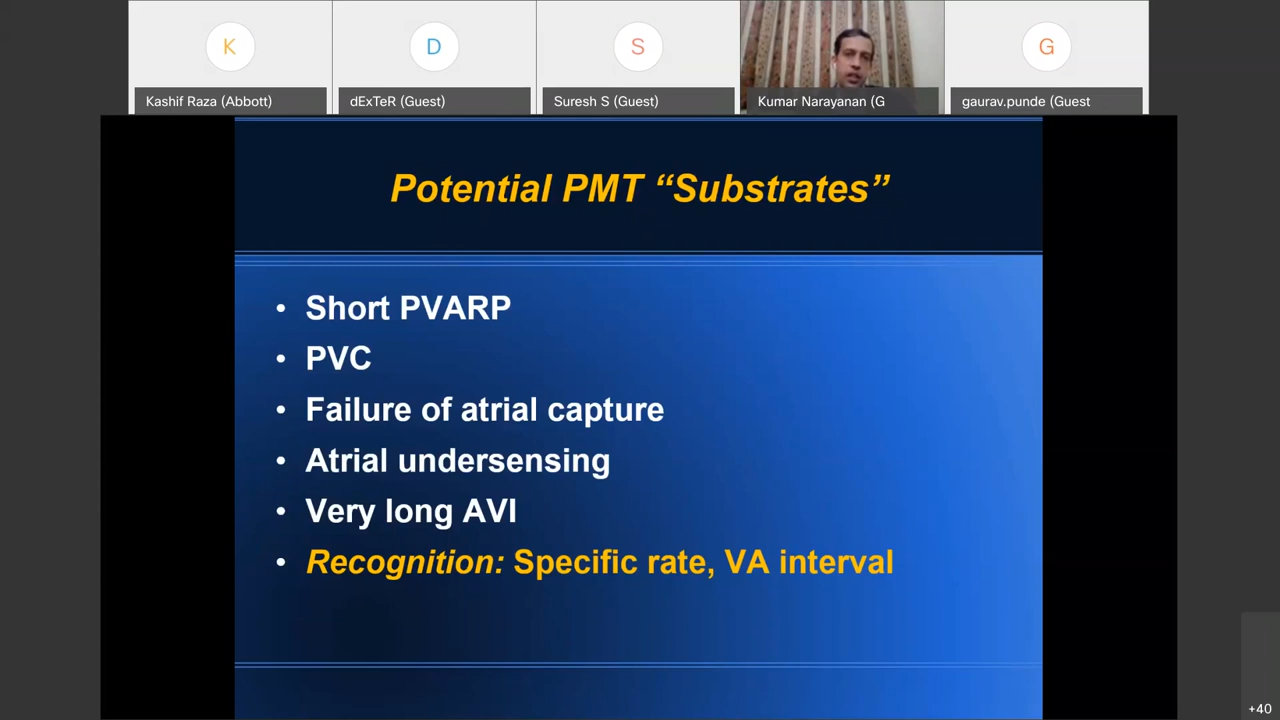 K
D
S
G
Kashif Raza (Abbott)
dExTeR (Guest)
Suresh S (Guest)
Kumar Narayanan (G
gaurav.punde (Guest
Potential PMT “Substrates”
• Short PVARP
• PVC
• Failure of atrial capture
• Atrial undersensing
• Very long AVI
• Recognition: Specific rate, VA interval
+40